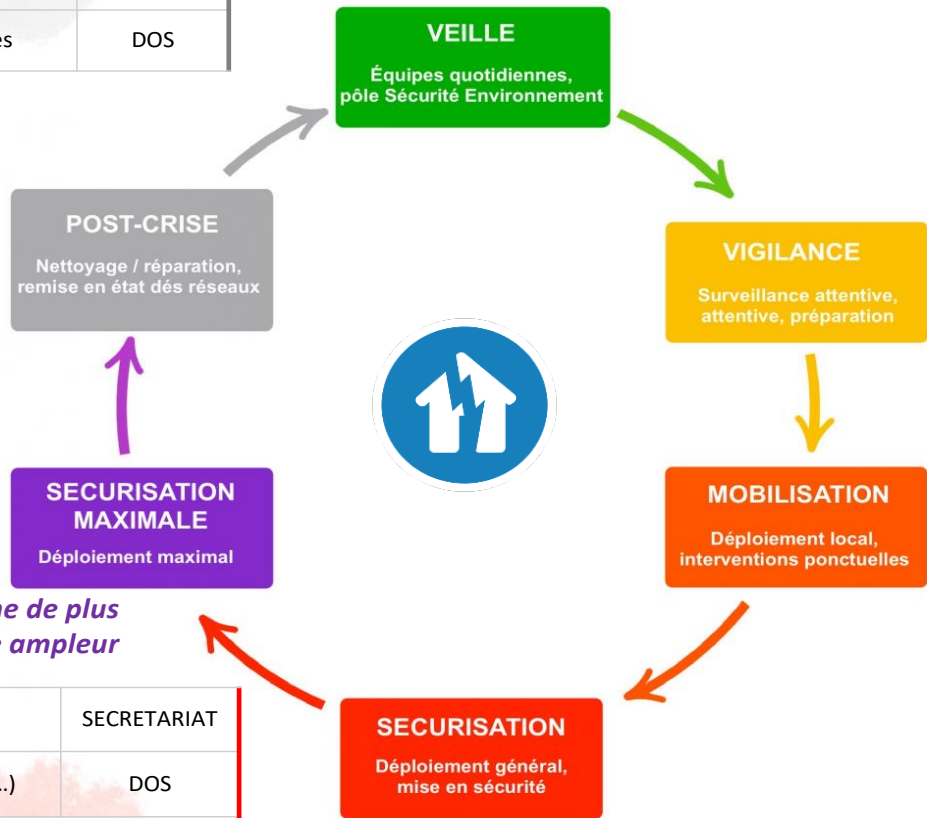 es DOS
VEILLE
Équipes quotidiennes,
pôle Sécurité Environnement
POST-CRISE
Nettoyage / réparation,
remise en état dés réseaux
VIGILANCE
Surveillance attentive,
attentive, préparation
SECURISATION
MAXIMALE
Déploiement maximal
MOBILISATION
Déploiement local,
interventions ponctuelles
ne de plus
ampleur
SECRETARIAT
..) DOS
SECURISATION
Déploiement général,
mise en sécurité